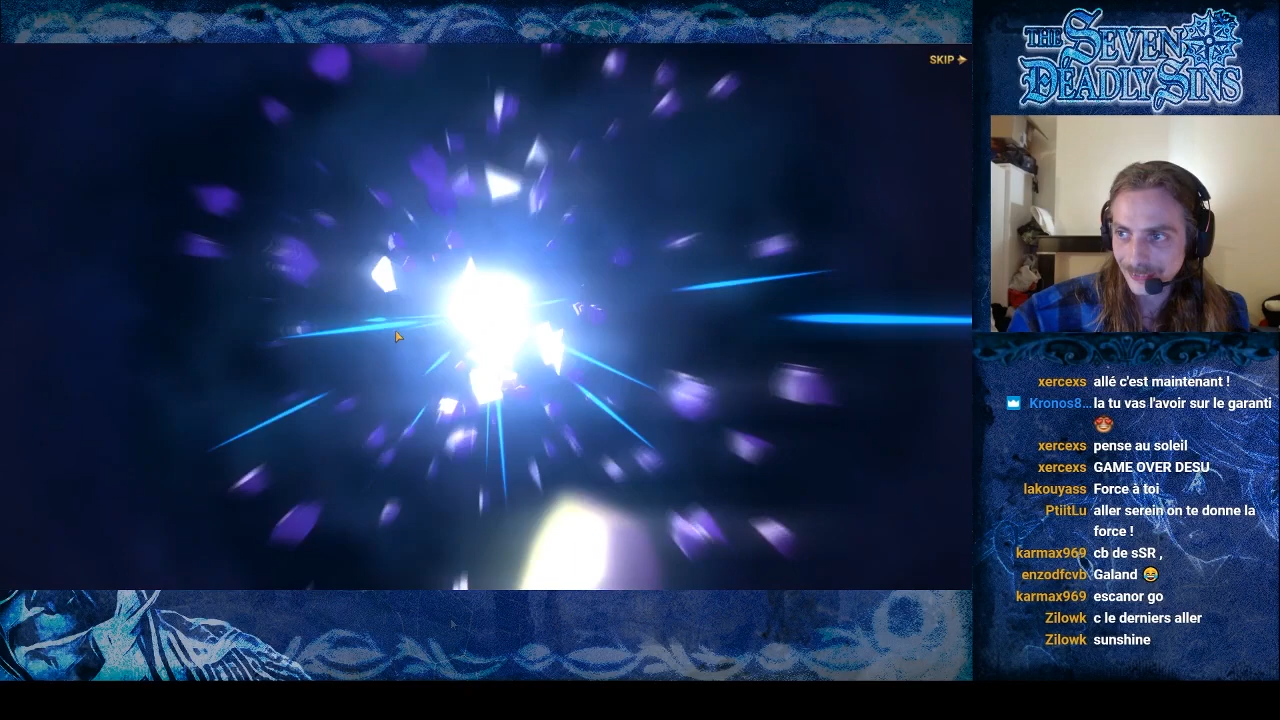 SKIP
THE SEVEN
DEADLY SINS
xercexs allé c'est maintenant !
Kronos8... la tu vas l'avoir sur le garanti
xercexs pense au soleil
xercexs GAME OVER DESU
lakouyass Force à toi
PtiitLu aller serein on te donne la
force !
karmax969 cb de sSR ,
enzodfcvb Galand
karmax969 escanor go
Zilowk c le derniers aller
Zilowk sunshine